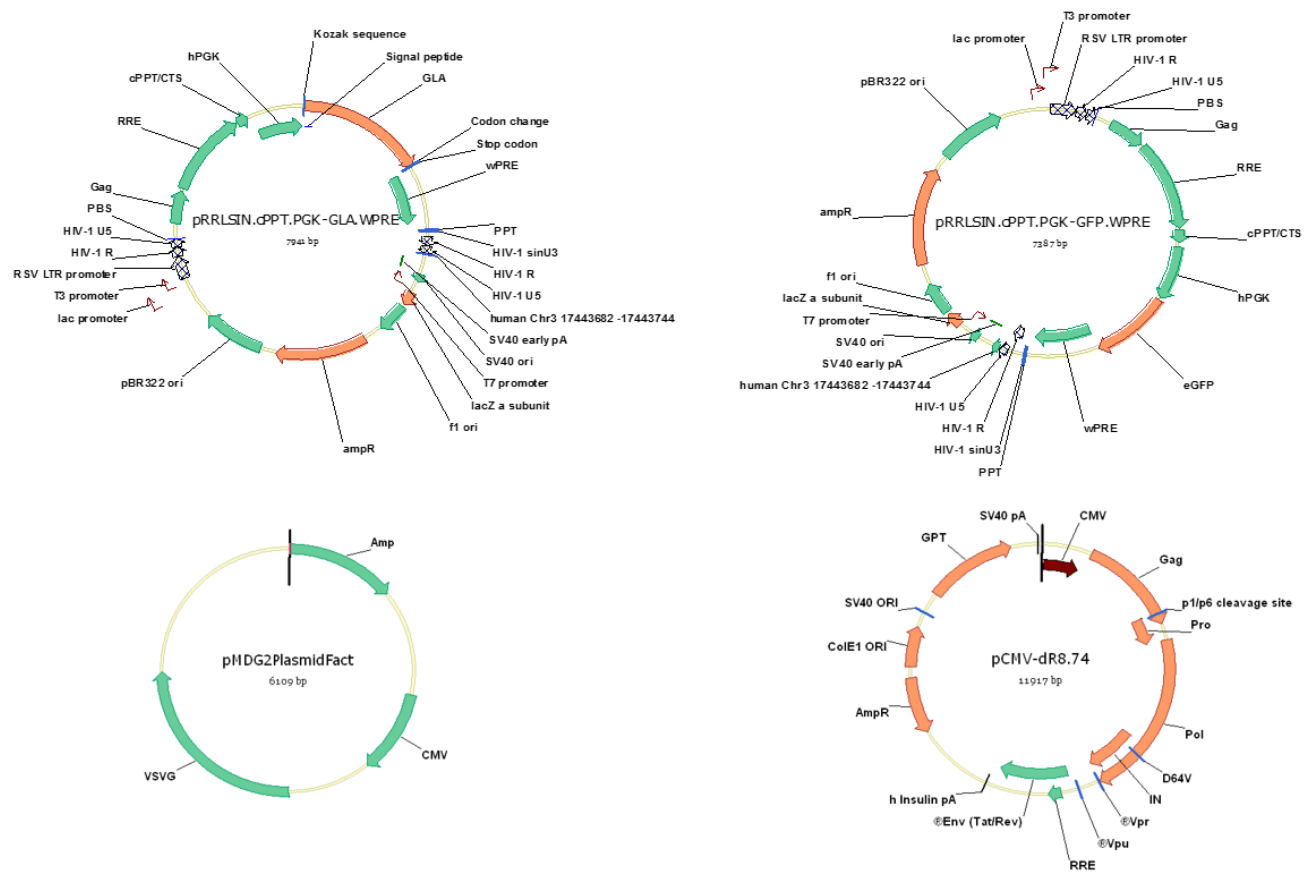 Kozak sequence
hPGK
Signal peptide
cPPT/CTS
GLA
RRE
Codon change
Stop codon
wPRE
Gag
PBS
HIV-1 U5
HIV-1 R
RSV LTR promoter
T3 promoter
lac promoter
pRRLSIN.cPPT.PGK-GLA.WPRE
7941 bp
PPT
HIV-1 sinU3
HIV-1 R
HIV-1 U5
human Chr3 17443682 -17443744
SV40 early pA
SV40 ori
T7 promoter
lacZ a subunit
f1 ori
pBR322 ori
ampR
T3 promoter
lac promoter
RSV LTR promoter
HIV-1 R
HIV-1 U5
pBR322 ori
PBS
Gag
RRE
ampR
pRRLSIN.cPPT.PGK-GFP.WPRE
7387 bp
cPPT/CTS
f1 ori
hPGK
lacZ a subunit
T7 promoter
SV40 ori
SV40 early pA
human Chr3 17443682 -17443744
eGFP
HIV-1 U5
wPRE
HIV-1 R
HIV-1 sinU3
PPT
Amp
pMDG2PlasmidFact
6109 bp
CMV
VSVG
SV40 pA
CMV
GPT
Gag
SV40 ORI
p1/p6 cleavage site
Pro
ColE1 ORI
pCMV-dR8.74
11917 bp
AmpR
Pol
D64V
h Insulin pA
IN
®Env (Tat/Rev)
®Vpr
®Vpu
RRE